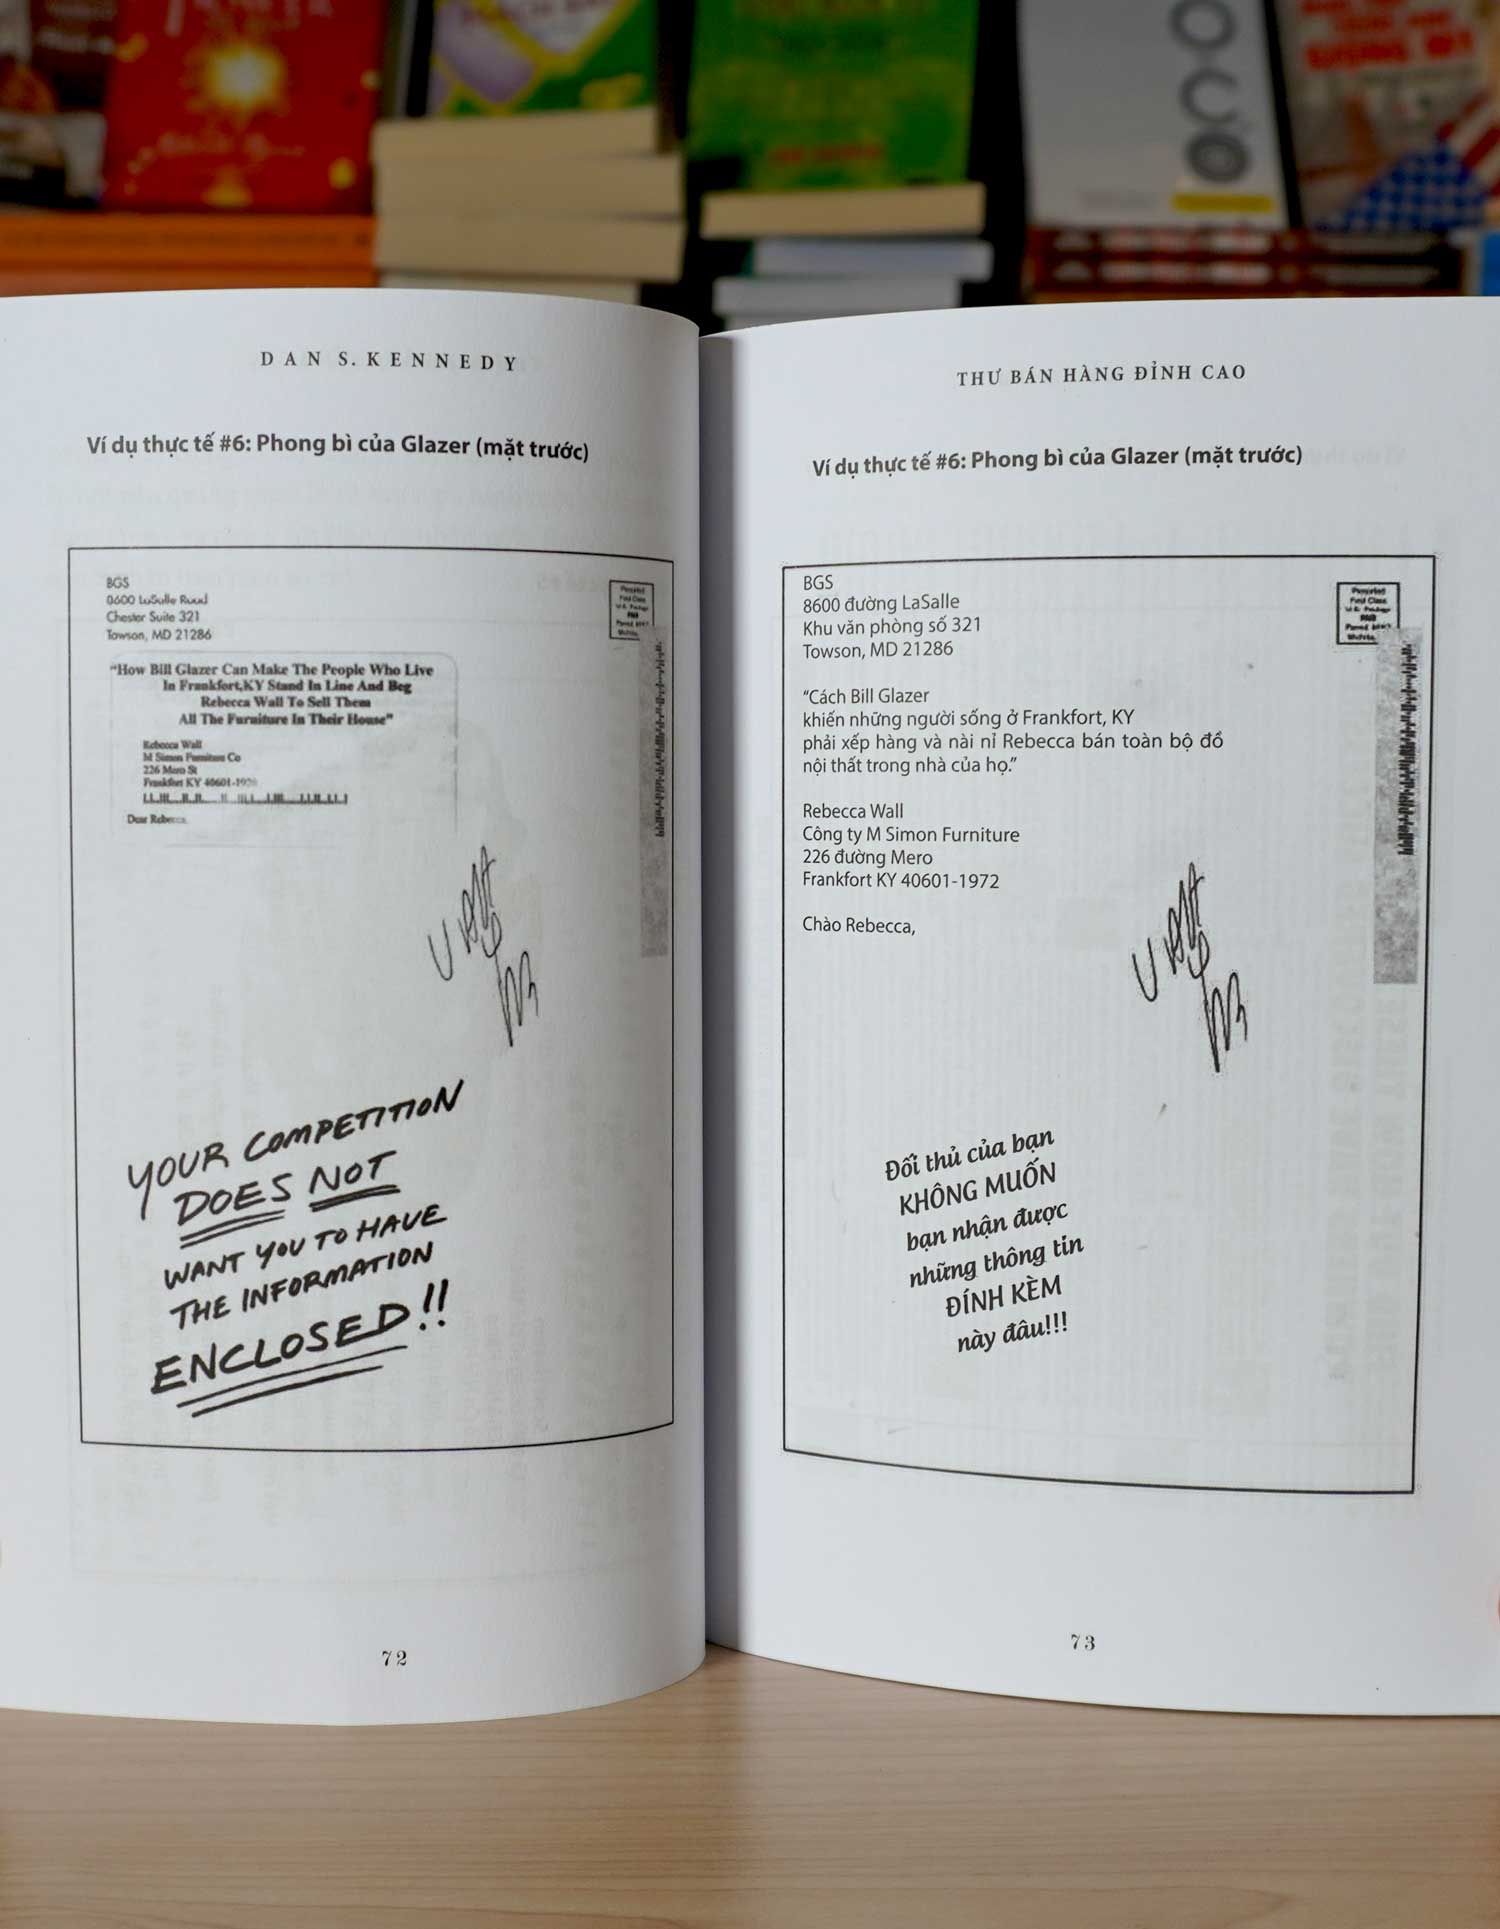 DAN S. KENNEDY
Ví dụ thực tế #6: Phong bì của Glazer (mặt trước)
BGS
LaSalle
Chester Suite 321
Towson, MD 21286
"How Bill Glazer Can Make The People Who Live
In Frankfort,KY Stand In Line And Beg
Rebecca Wall To Sell Them
All The Furniture In Their House"
Rebecca Wall
M Simon Furniture Co
226 Mero St
Frankfort KY 40601-1928
Dear Rebecca,
YOUR COMPETITION
DOES NOT
WANT YOU TO HAVE
THE INFORMATION
ENCLOSED!!
72
THƯ BÁN HÀNG ĐỈNH CAO
Ví dụ thực tế #6: Phong bì của Glazer (mặt trước)
BGS
8600 đường LaSalle
Khu văn phòng số 321
Towson, MD 21286
"Cách Bill Glazer
khiến những người sống ở Frankfort, KY
phải xếp hàng và nài nỉ Rebecca bán toàn bộ đồ
nội thất trong nhà của họ."
Rebecca Wall
Công ty M Simon Furniture
226 đường Mero
Frankfort KY 40601-1972
Chào Rebecca,
Đối thủ của bạn
KHÔNG MUỐN
bạn nhận được
những thông tin
ĐÍNH KÈM
này đâu!!!
73